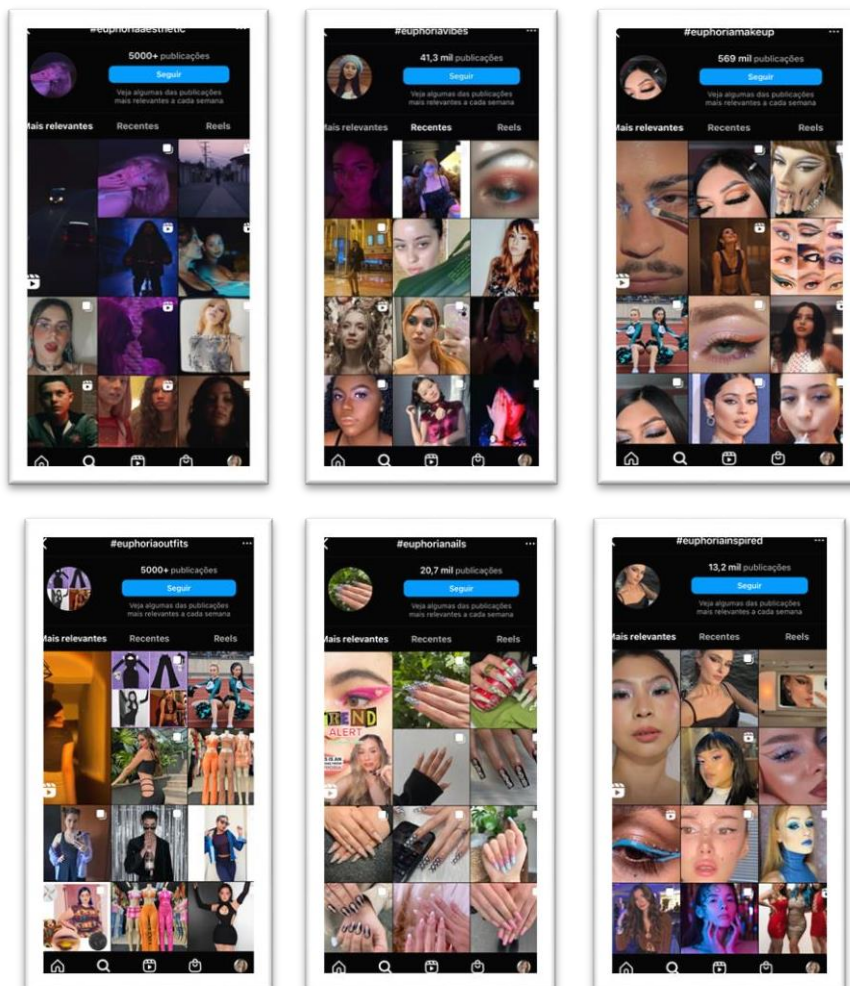 #euphoriaaesthetic
5000+ publicações
Seguir
Veja algumas das publicações
mais relevantes a cada semana
Mais relevantes Recentes Reels
#euphoriavibes
41,3 mil publicações
Seguir
Veja algumas das publicações
mais relevantes a cada semana
Mais relevantes Recentes Reels
#euphoriamakeup
569 mil publicações
Seguir
Veja algumas das publicações
mais relevantes a cada semana
Mais relevantes Recentes Reels
#euphoriaoutfits
5000+ publicações
Seguir
Veja algumas das publicações
mais relevantes a cada semana
Mais relevantes Recentes Reels
#euphorianails
20,7 mil publicações
Seguir
Veja algumas das publicações
mais relevantes a cada semana
Mais relevantes Recentes Reels
TREND
ALERT
#euphoriainspired
13,2 mil publicações
Seguir
Veja algumas das publicações
mais relevantes a cada semana
Mais relevantes Recentes Reels